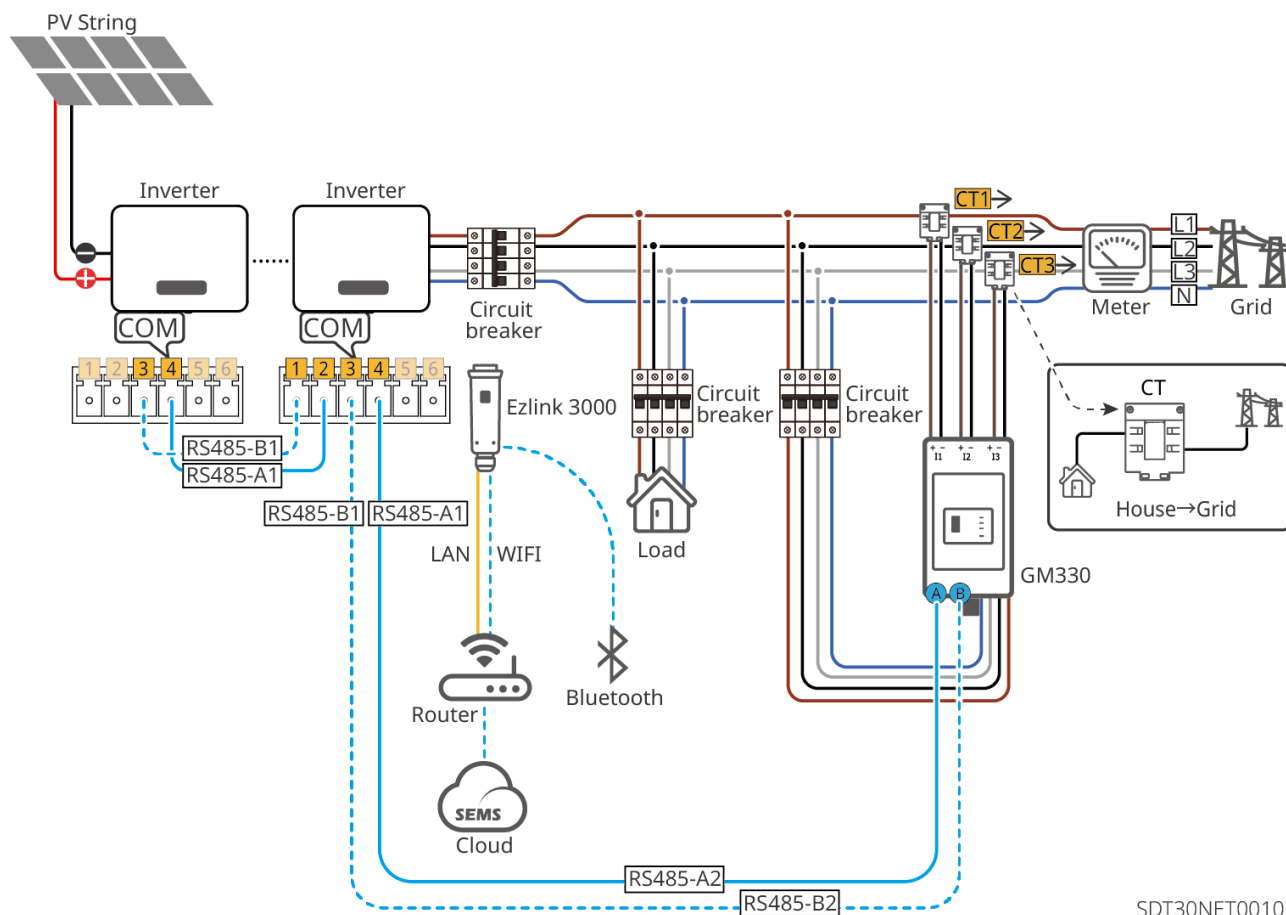 PV String
Inverter
Inverter
CT1
CT2
CT3
L1
L2
L3
N
Meter
Grid
Circuit
breaker
COM
COM
1 2 3 4 5 6
1 2 3 4 5 6
Ezlink 3000
Circuit
breaker
Circuit
breaker
CT
House→Grid
RS485-B1
RS485-A1
RS485-B1
RS485-A1
+ - + - + -
I1 I2 I3
LAN
WIFI
Load
GM330
A B
Router
Bluetooth
SEMS
Cloud
RS485-A2
RS485-B2
SDT30NET0010